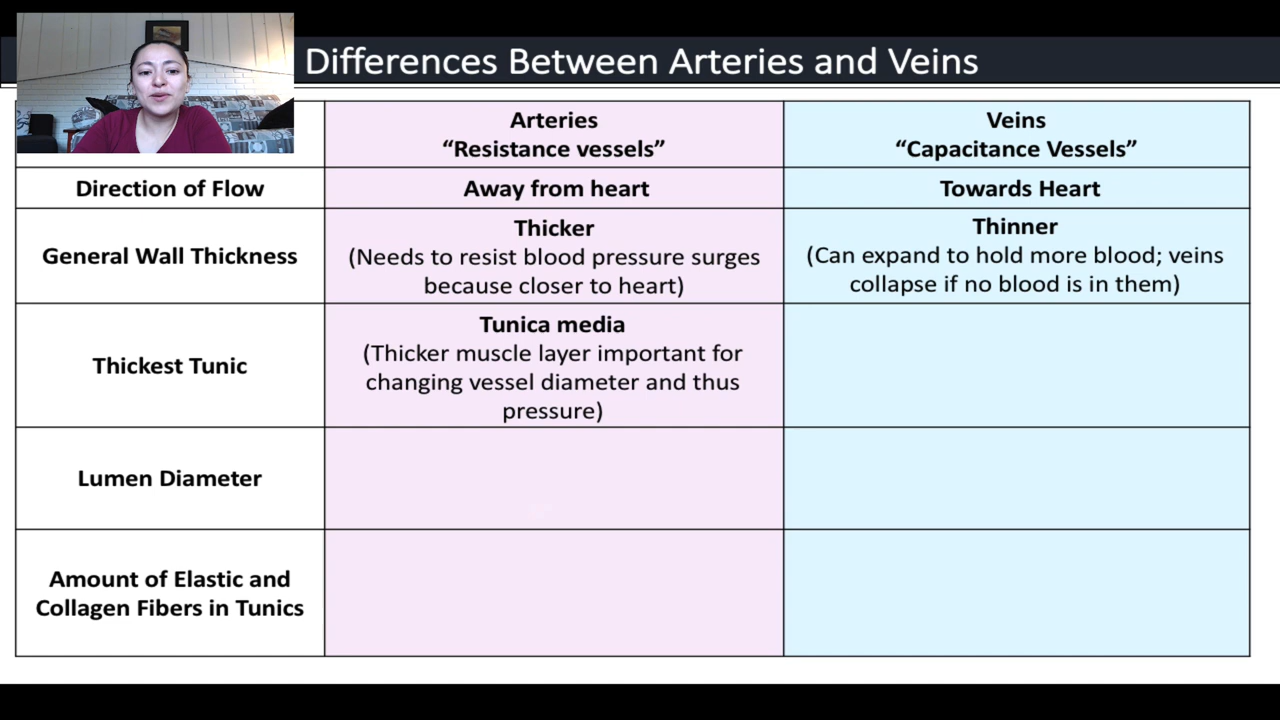 Differences Between Arteries and Veins
Arteries
“Resistance vessels”
Veins
“Capacitance Vessels”
Direction of Flow
Away from heart
Towards Heart
General Wall Thickness
Thicker
(Needs to resist blood pressure surges
because closer to heart)
Thinner
(Can expand to hold more blood; veins
collapse if no blood is in them)
Thickest Tunic
Tunica media
(Thicker muscle layer important for
changing vessel diameter and thus
pressure)
Lumen Diameter
Amount of Elastic and
Collagen Fibers in Tunics